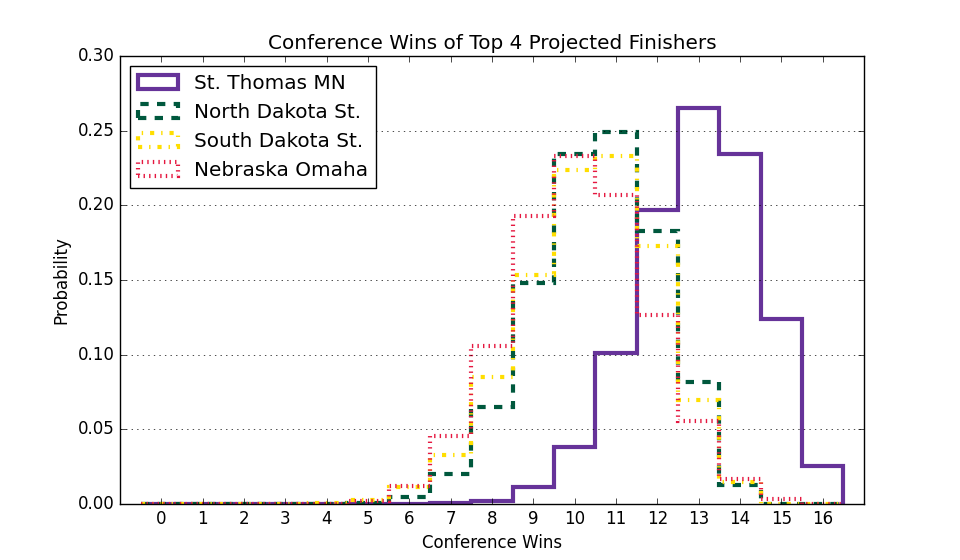 Conference Wins of Top 4 Projected Finishers
0.30
0.25
0.20
0.15
0.10
0.05
0.00
Probability
St. Thomas MN
North Dakota St.
South Dakota St.
Nebraska Omaha
0 1 2 3 4 5 6 7 8 9 10 11 12 13 14 15 16
Conference Wins